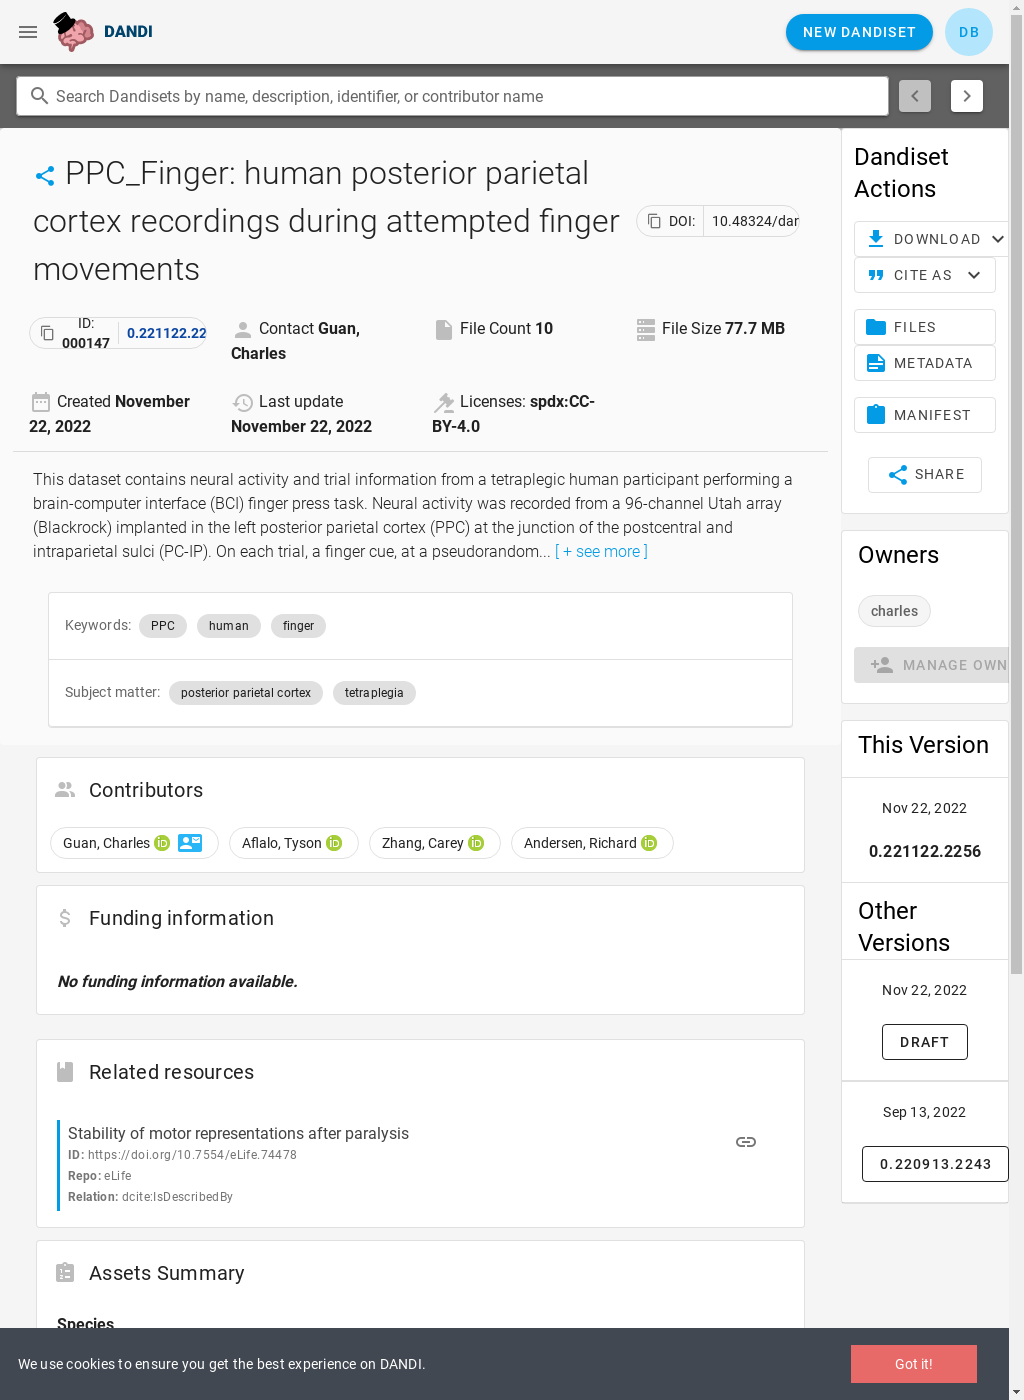 DANDI
NEW DANDISET
DB
Search Dandisets by name, description, identifier, or contributor name
PPC_Finger: human posterior parietal
cortex recordings during attempted finger
movements
DOI:
10.48324/dan
ID:
000147
0.221122.22
Contact Guan,
Charles
File Count 10
File Size 77.7 MB
Created November
22, 2022
Last update
November 22, 2022
Licenses: spdx:CC-
BY-4.0
This dataset contains neural activity and trial information from a tetraplegic human participant performing a
brain-computer interface (BCI) finger press task. Neural activity was recorded from a 96-channel Utah array
(Blackrock) implanted in the left posterior parietal cortex (PPC) at the junction of the postcentral and
intraparietal sulci (PC-IP). On each trial, a finger cue, at a pseudorandom... [ + see more ]
Keywords: PPC human finger
Subject matter: posterior parietal cortex tetraplegia
Contributors
Guan, Charles
Aflalo, Tyson
Zhang, Carey
Andersen, Richard
Funding information
No funding information available.
Related resources
Stability of motor representations after paralysis
ID: https://doi.org/10.7554/eLife.74478
Repo: eLife
Relation: dcite:IsDescribedBy
Assets Summary
Species
Dandiset
Actions
DOWNLOAD
CITE AS
FILES
METADATA
MANIFEST
SHARE
Owners
charles
MANAGE OWN
This Version
Nov 22, 2022
0.221122.2256
Other
Versions
Nov 22, 2022
DRAFT
Sep 13, 2022
0.220913.2243
We use cookies to ensure you get the best experience on DANDI.
Got it!